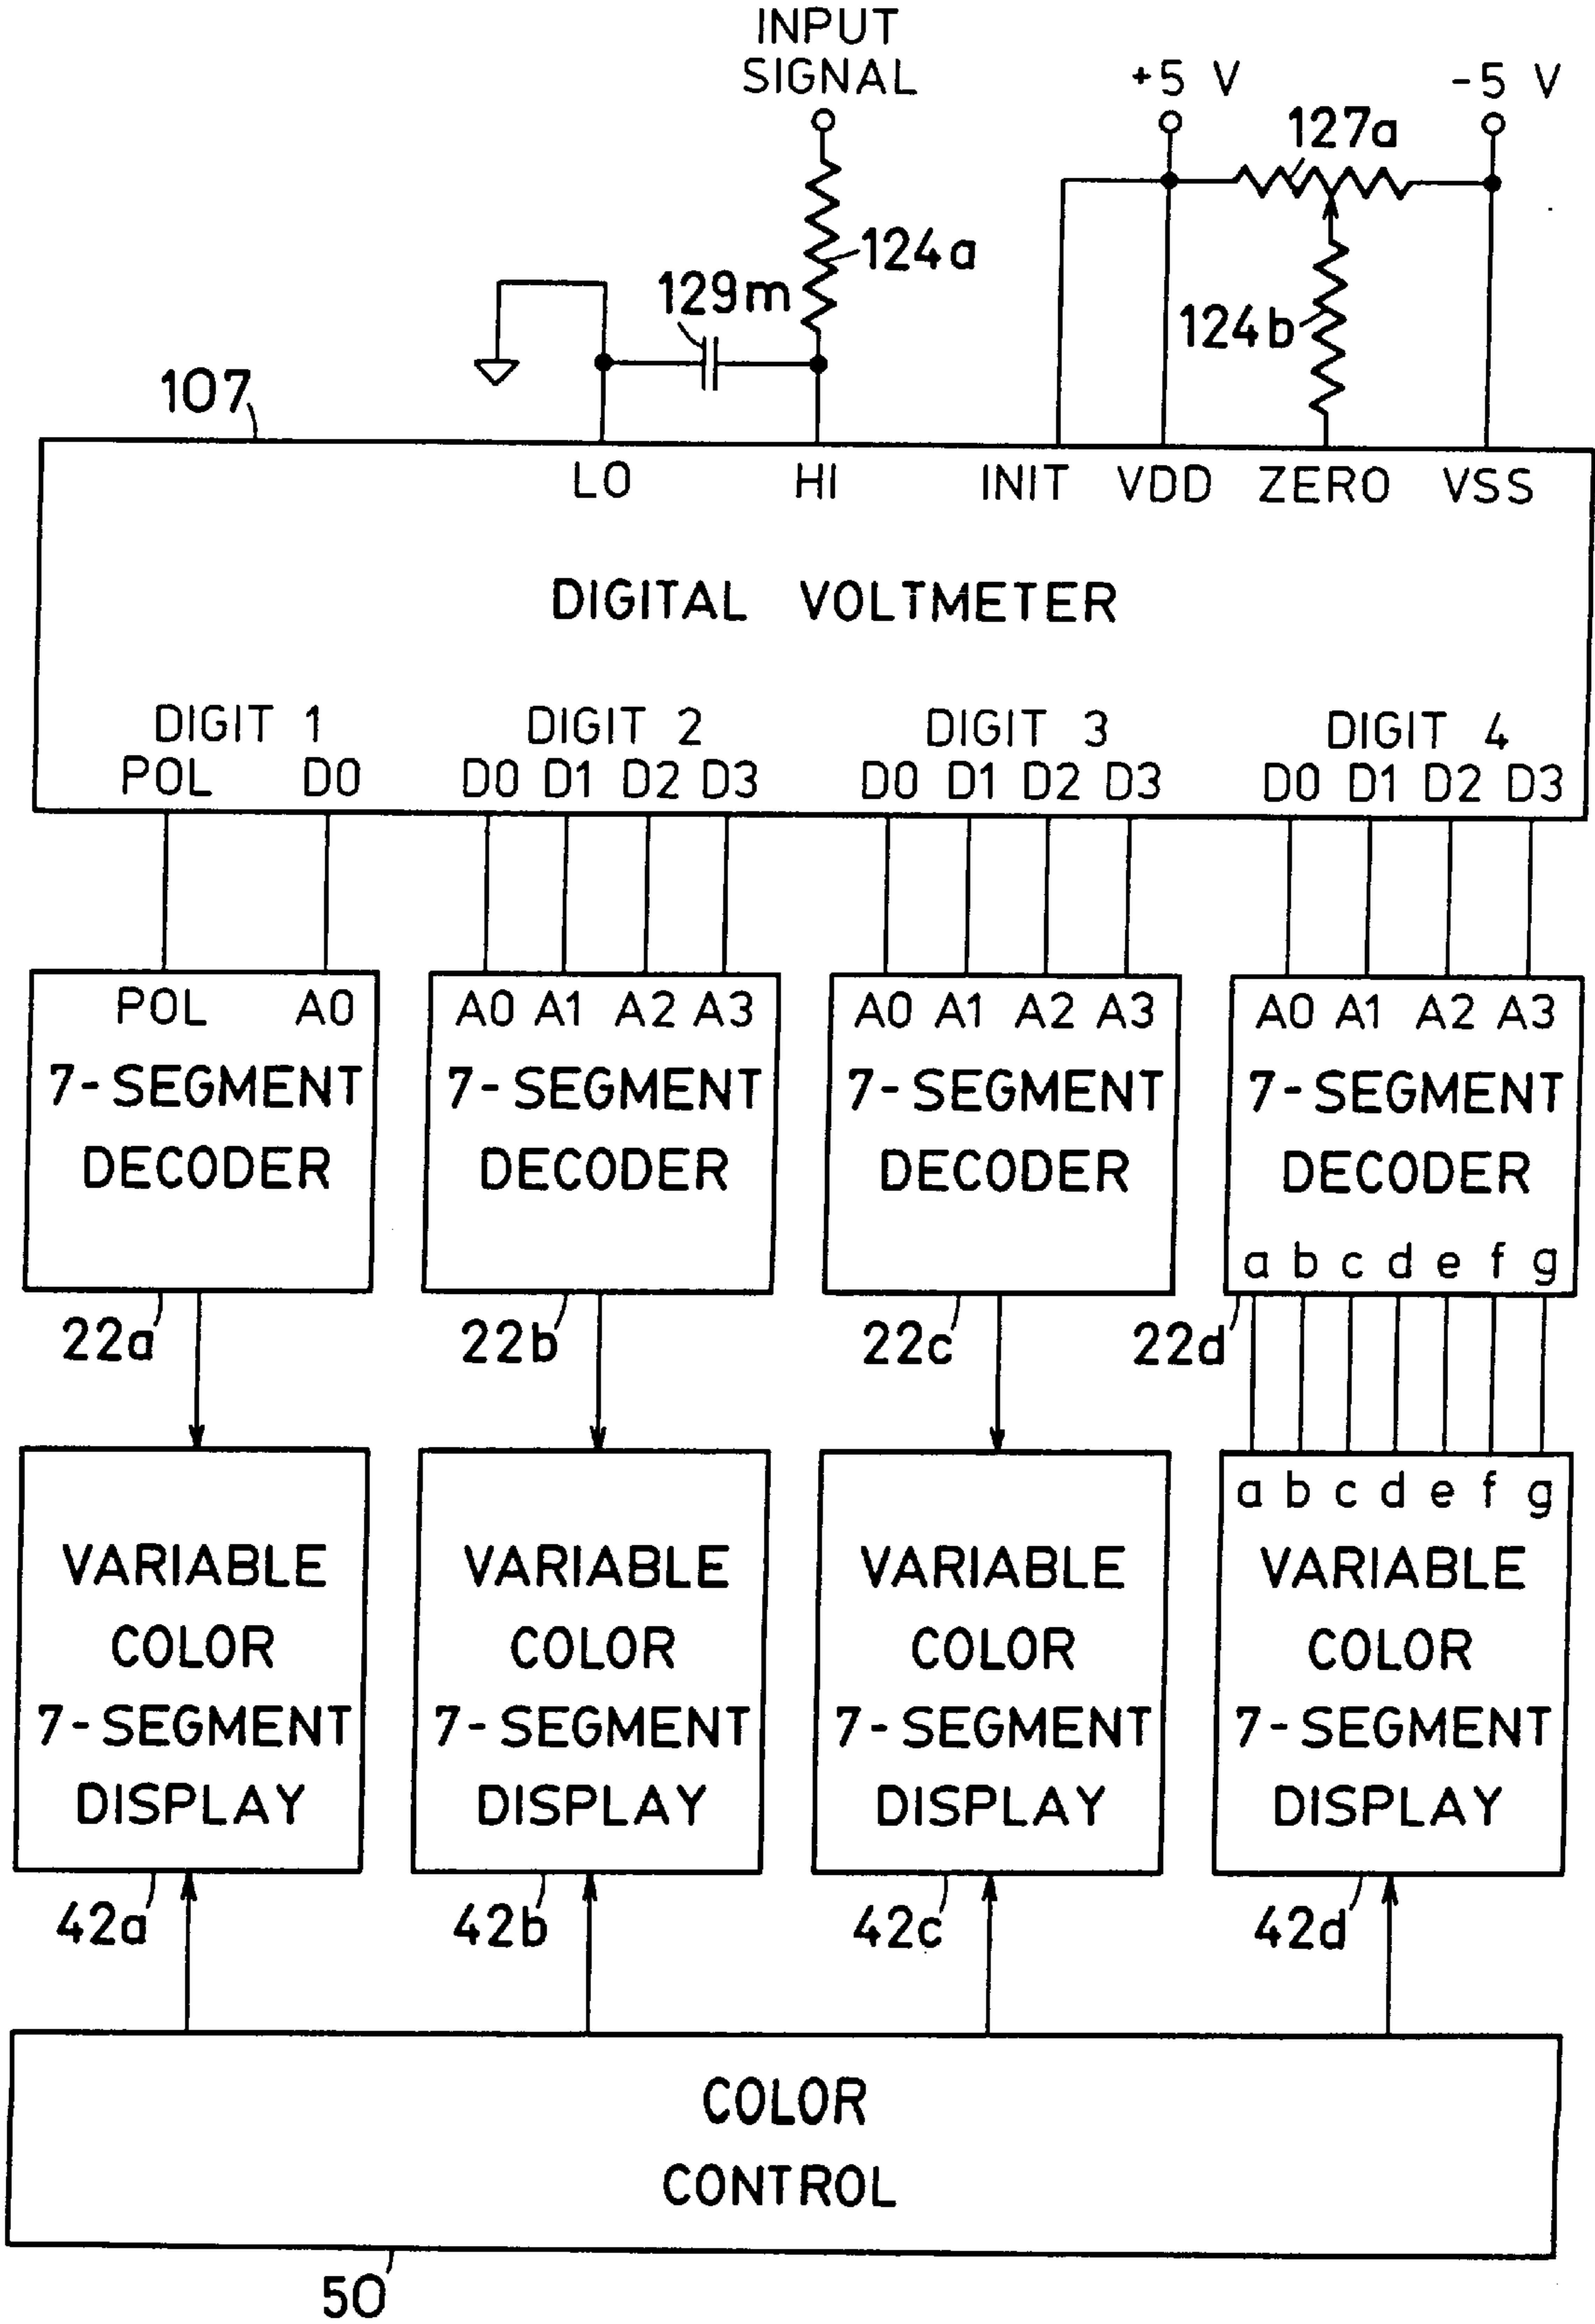 INPUT
SIGNAL
+5 V
-5 V
127a
124a
129m
124b
107
LO HI INIT VDD ZERO VSS
DIGITAL VOLTMETER
DIGIT 1 DIGIT 2 DIGIT 3 DIGIT 4
POL D0 D0 D1 D2 D3 D0 D1 D2 D3 D0 D1 D2 D3
POL A0 A0 A1 A2 A3 A0 A1 A2 A3 A0 A1 A2 A3
7-SEGMENT 7-SEGMENT 7-SEGMENT 7-SEGMENT
DECODER DECODER DECODER DECODER
a b c d e f g
22a 22b 22c 22d
a b c d e f g
VARIABLE VARIABLE VARIABLE VARIABLE
COLOR COLOR COLOR COLOR
7-SEGMENT 7-SEGMENT 7-SEGMENT 7-SEGMENT
DISPLAY DISPLAY DISPLAY DISPLAY
42a 42b 42c 42d
COLOR
CONTROL
50